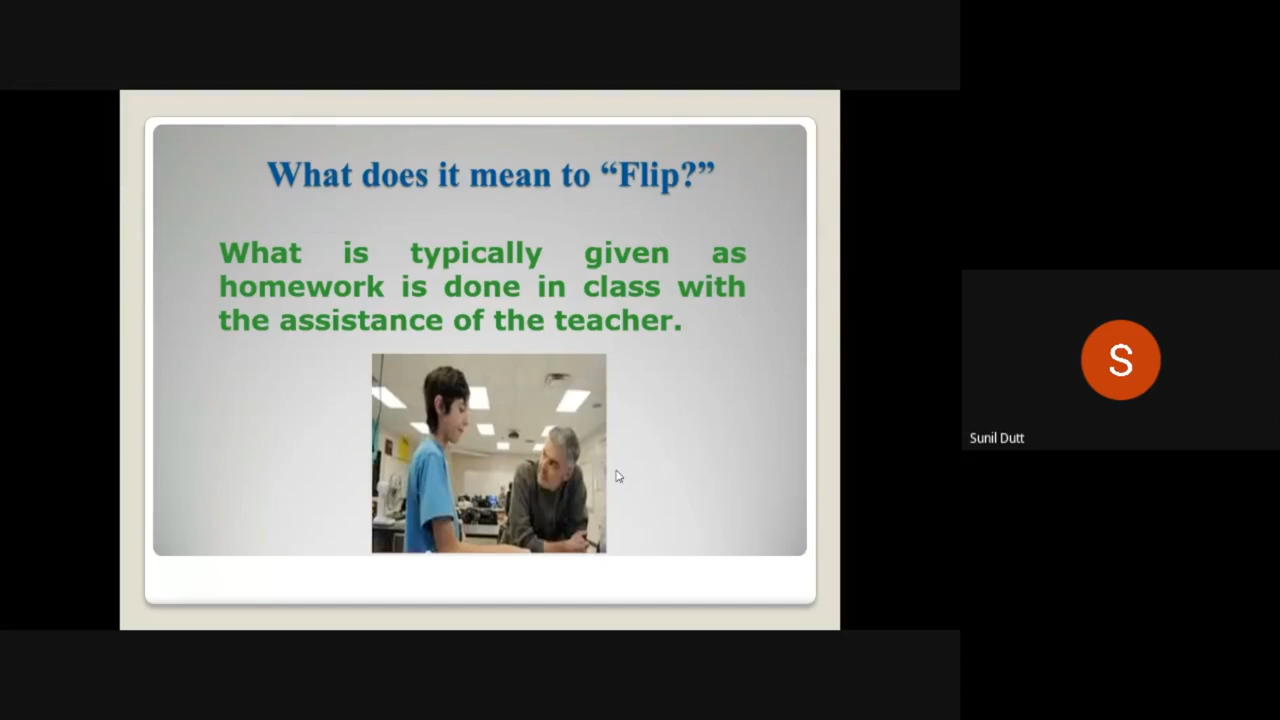 What does it mean to “Flip?”
What is typically given as
homework is done in class with
the assistance of the teacher.
S
Sunil Dutt